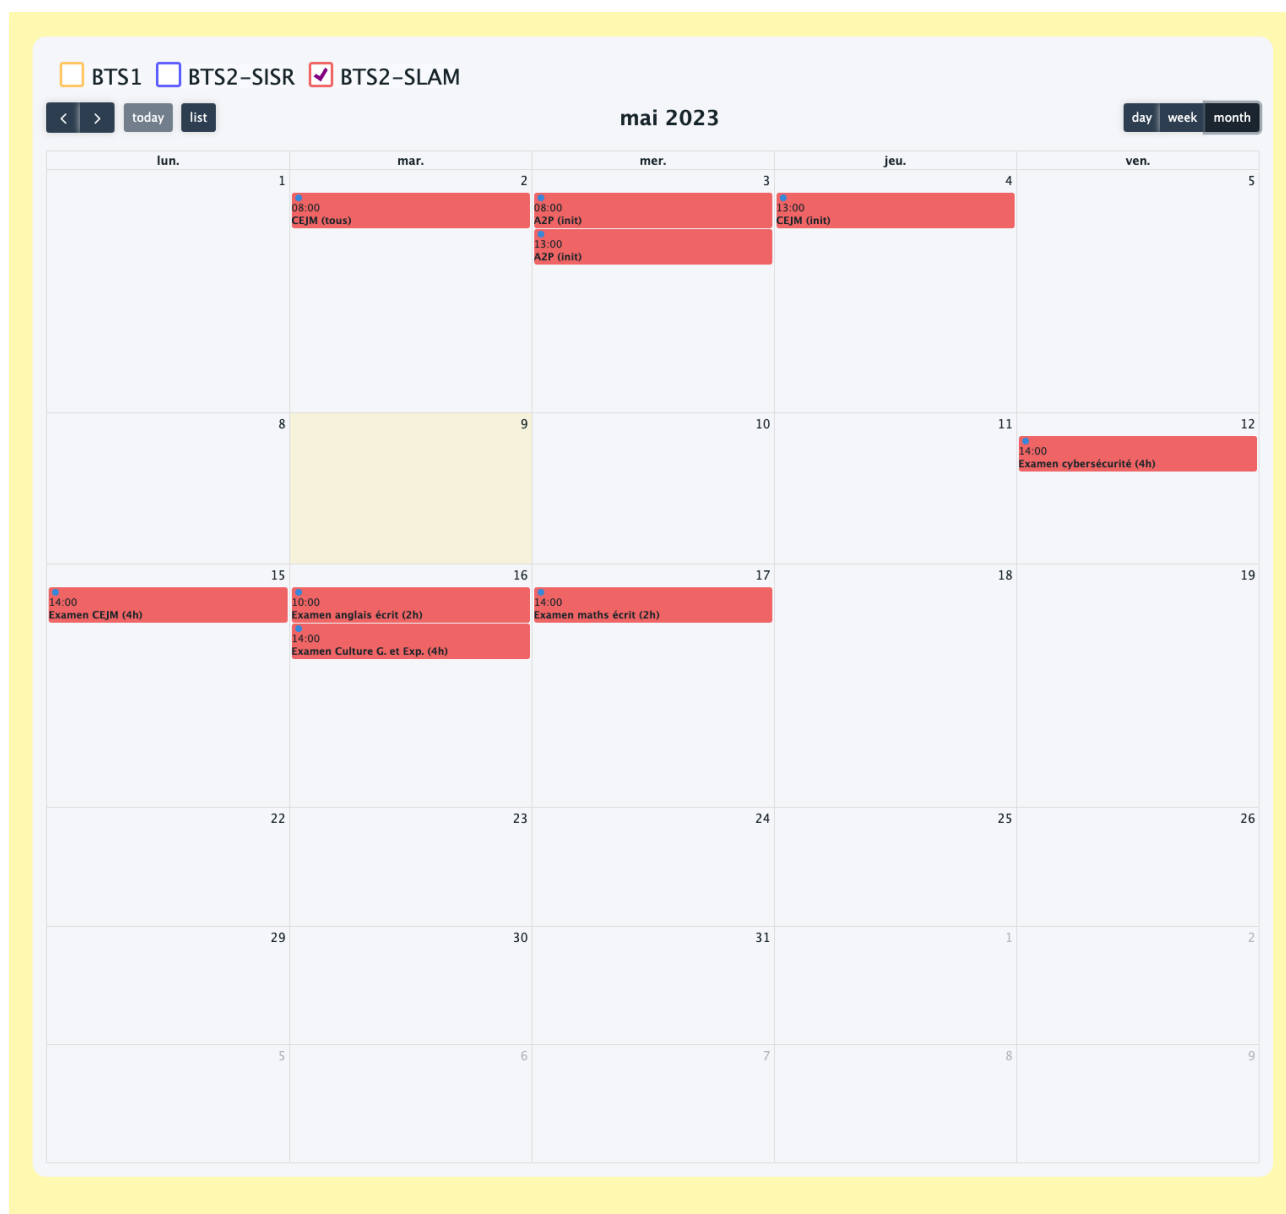 BTS1 BTS2-SISR BTS2-SLAM
today list mai 2023 day week month
lun. mar. mer. jeu. ven.
1 2 3 4 5
08:00
CEJM (tous)
08:00
A2P (init)
13:00
A2P (init)
13:00
CEJM (init)
8 9 10 11 12
14:00
Examen cybersécurité (4h)
15 16 17 18 19
14:00
Examen CEJM (4h)
10:00
Examen anglais écrit (2h)
14:00
Examen Culture G. et Exp. (4h)
14:00
Examen maths écrit (2h)
22 23 24 25 26
29 30 31 1 2
5 6 7 8 9